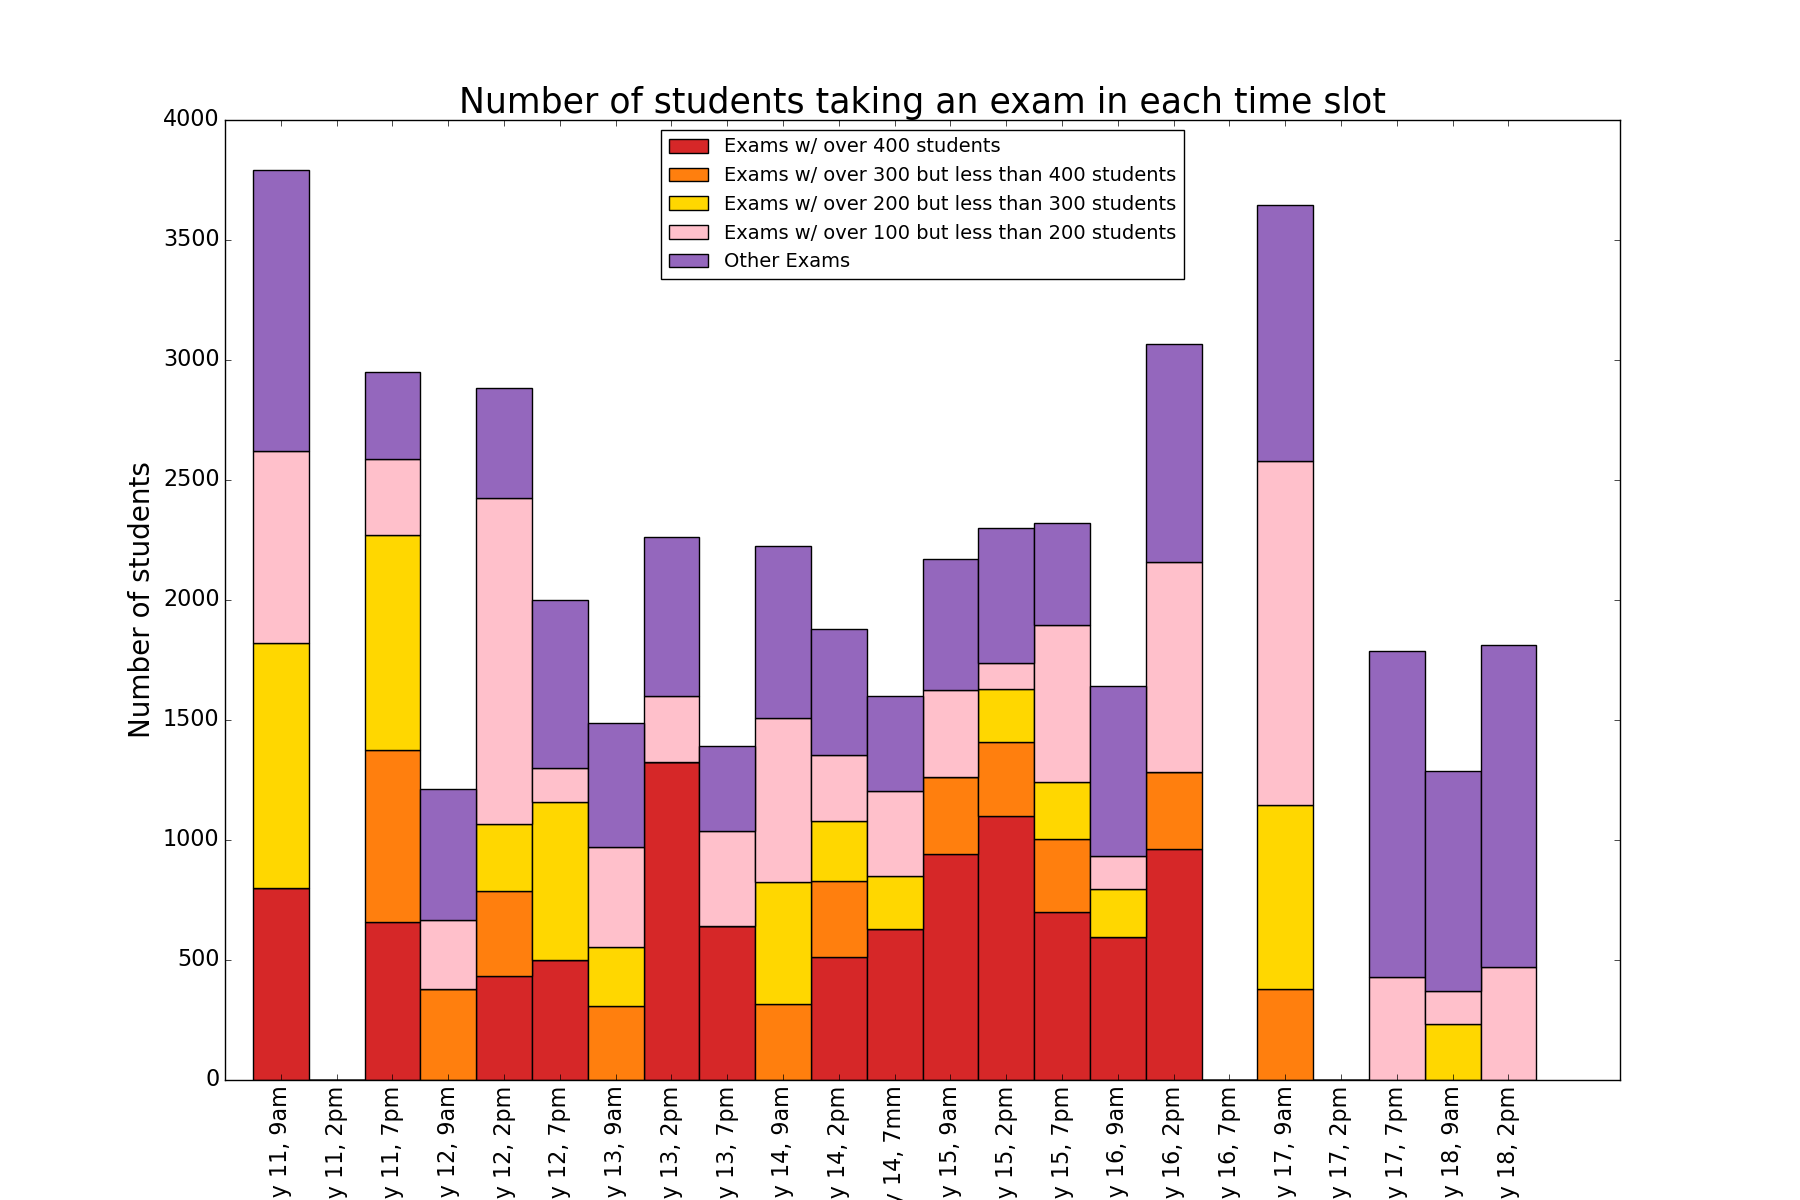 Number of students taking an exam in each time slot
Exams w/ over 400 students
Exams w/ over 300 but less than 400 students
Exams w/ over 200 but less than 300 students
Exams w/ over 100 but less than 200 students
Other Exams
Number of students
4000
3500
3000
2500
2000
1500
1000
500
0
y 11, 9am
y 11, 2pm
y 11, 7pm
y 12, 9am
y 12, 2pm
y 12, 7pm
y 13, 9am
y 13, 2pm
y 13, 7pm
y 14, 9am
y 14, 2pm
y 14, 7mm
y 15, 9am
y 15, 2pm
y 15, 7pm
y 16, 9am
y 16, 2pm
y 16, 7pm
y 17, 9am
y 17, 2pm
y 17, 7pm
y 18, 9am
y 18, 2pm